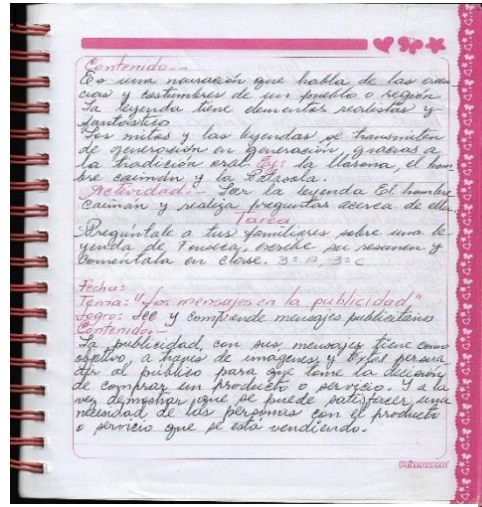 Contenido.-
Es una narración que habla de las creen-
cias y costumbres de un pueblo o región
La leyenda tiene elementos realistas y
fantastico
Los mitos y las leyendas se transmiten
de generación en generación, gracias a
la tradición oral Ej: la llorona, el hom-
bre caimán y la Patasola.
Actividad.- Leer la leyenda El hombre
caimán y realiza preguntas acerca de ella
Tarea
Pregúntale a tus familiares sobre una le-
yenda de Fonseca, escribe su resumen y
comentala en clase. 3º A, 3º C
Fecha:
Tema: "Los mensajes en la publicidad"
Logro: Lee y comprende mensajes publicitarios
Contenido.-
La publicidad, con sus mensajes tiene como
objetivo, a traves de imagenes y textos persua-
dir al público para que tome la decisión
de comprar un producto o servicio. Y a la
vez demostrar que se puede satisfacer una
necesidad de las personas con el producto
o servicio que se está vendiendo.
Primavera